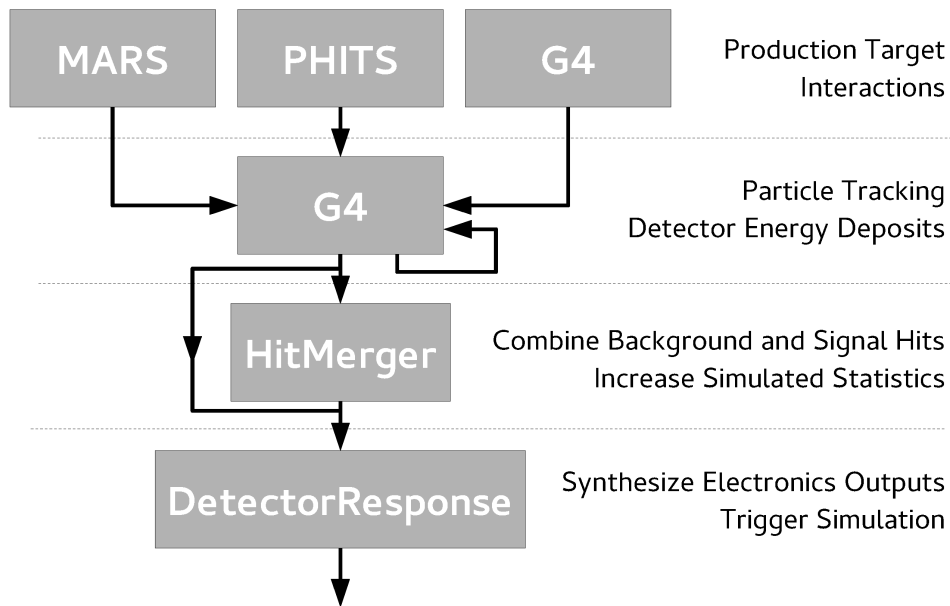 MARS
PHITS
G4
Production Target
Interactions
G4
Particle Tracking
Detector Energy Deposits
HitMerger
Combine Background and Signal Hits
Increase Simulated Statistics
DetectorResponse
Synthesize Electronics Outputs
Trigger Simulation